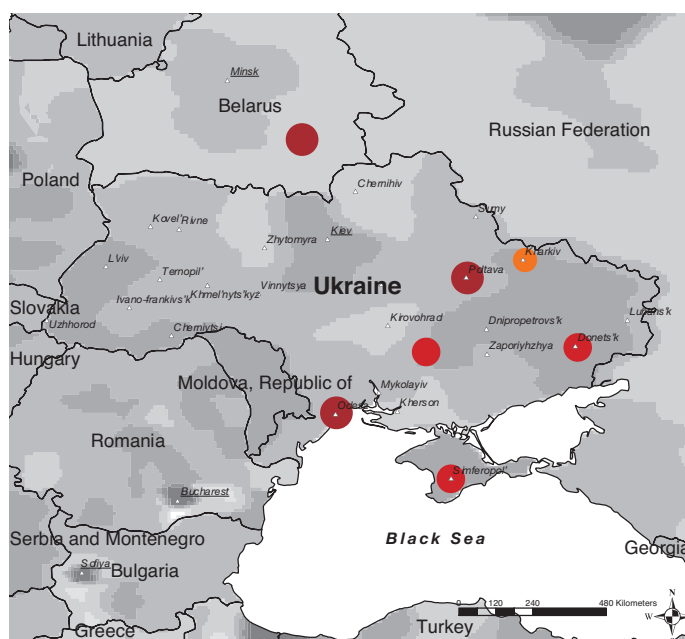 Lithuania
Minsk
Belarus
Russian Federation
Poland
Chernihiv
Sumy
Kovel'
Rivne
Kiev
Zhytomyra
Kharkiv
L'viv
Ternopil'
Poltava
Khmel'nyts'kyz
Vinnytsya
Ukraine
Ivano-frankivs'k
Slovakia
Uzhhorod
Chernivtsi
Kirovohrad
Dnipropetrovs'k
Luhans'k
Donets'k
Zaporiyhzhya
Hungary
Moldova, Republic of
Mykolayiv
Kherson
Odesa
Romania
Simferopol'
Bucharest
Serbia and Montenegro
Black Sea
Georgia
Sofiya
Bulgaria
Greece
Turkey
0 120 240 480 Kilometers
N
W E
S